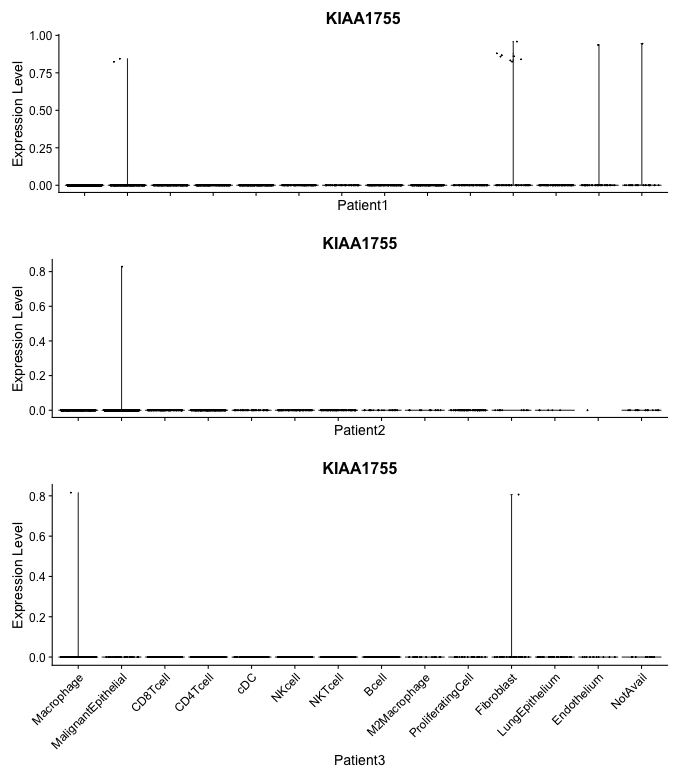 KIAA1755
Expression Level
1.00
0.75
0.50
0.25
0.00
Patient1
KIAA1755
Expression Level
0.8
0.6
0.4
0.2
0.0
Patient2
KIAA1755
Expression Level
0.8
0.6
0.4
0.2
0.0
Macrophage
MalignantEpithelial
CD8Tcell
CD4Tcell
cDC
NKcell
NKTcell
Bcell
M2Macrophage
ProliferatingCell
Fibroblast
LungEpithelium
Endothelium
NotAvail
Patient3